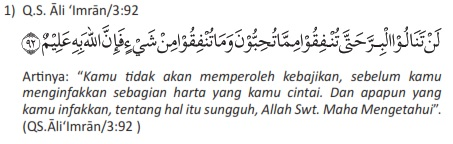 1) Q.S. Āli ‘Imrān/3:92
لَنْ تَنَالُوا الْبِرَّ حَتّٰى تُنْفِقُوْا مِمَّا تُحِبُّوْنَ وَمَا تُنْفِقُوْا مِنْ شَيْءٍ فَاِنَّ اللّٰهَ بِهٖ عَلِيْمٌ ﴿٩٢﴾
Artinya: “Kamu tidak akan memperoleh kebajikan, sebelum kamu
menginfakkan sebagian harta yang kamu cintai. Dan apapun yang
kamu infakkan, tentang hal itu sungguh, Allah Swt. Maha Mengetahui”.
(QS.Āli‘Imrān/3:92 )